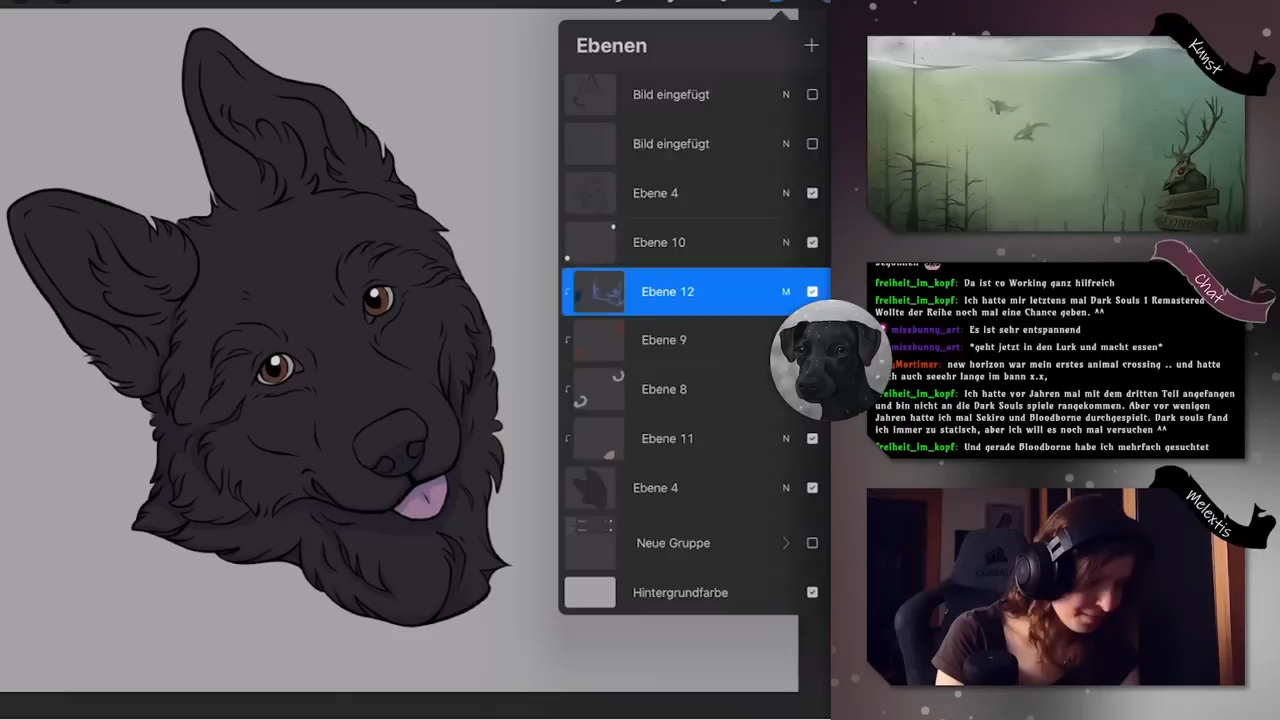 Ebenen
Bild eingefügt N
Bild eingefügt N
Ebene 4 N
Ebene 10 N
Ebene 12 M
Ebene 9
Ebene 8
Ebene 11 N
Ebene 4 N
Neue Gruppe
Hintergrundfarbe
Kunst
Chat
freiheit_im_kopf: Da ist co Working ganz hilfreich
freiheit_im_kopf: Ich hatte mir letztens mal Dark Souls 1 Remastered
Wollte der Reihe noch mal eine Chance geben. ^^
missbunny_art: Es ist sehr entspannend
missbunny_art: *geht jetzt in den Lurk und macht essen*
yMortimer: new horizon war mein erstes animal crossing .. und hatte
ch auch seeehr lange im bann x.x,
eiheit_im_kopf: Ich hatte vor Jahren mal mit dem dritten Teil angefangen
und bin nicht an die Dark Souls spiele rangekommen. Aber vor wenigen
Jahren hatte ich mal Sekiro und Bloodborne durchgespielt. Dark souls fand
ich immer zu statisch, aber ich will es noch mal versuchen ^^
freiheit_im_kopf: Und gerade Bloodborne habe ich mehrfach gesuchtet
Melextis